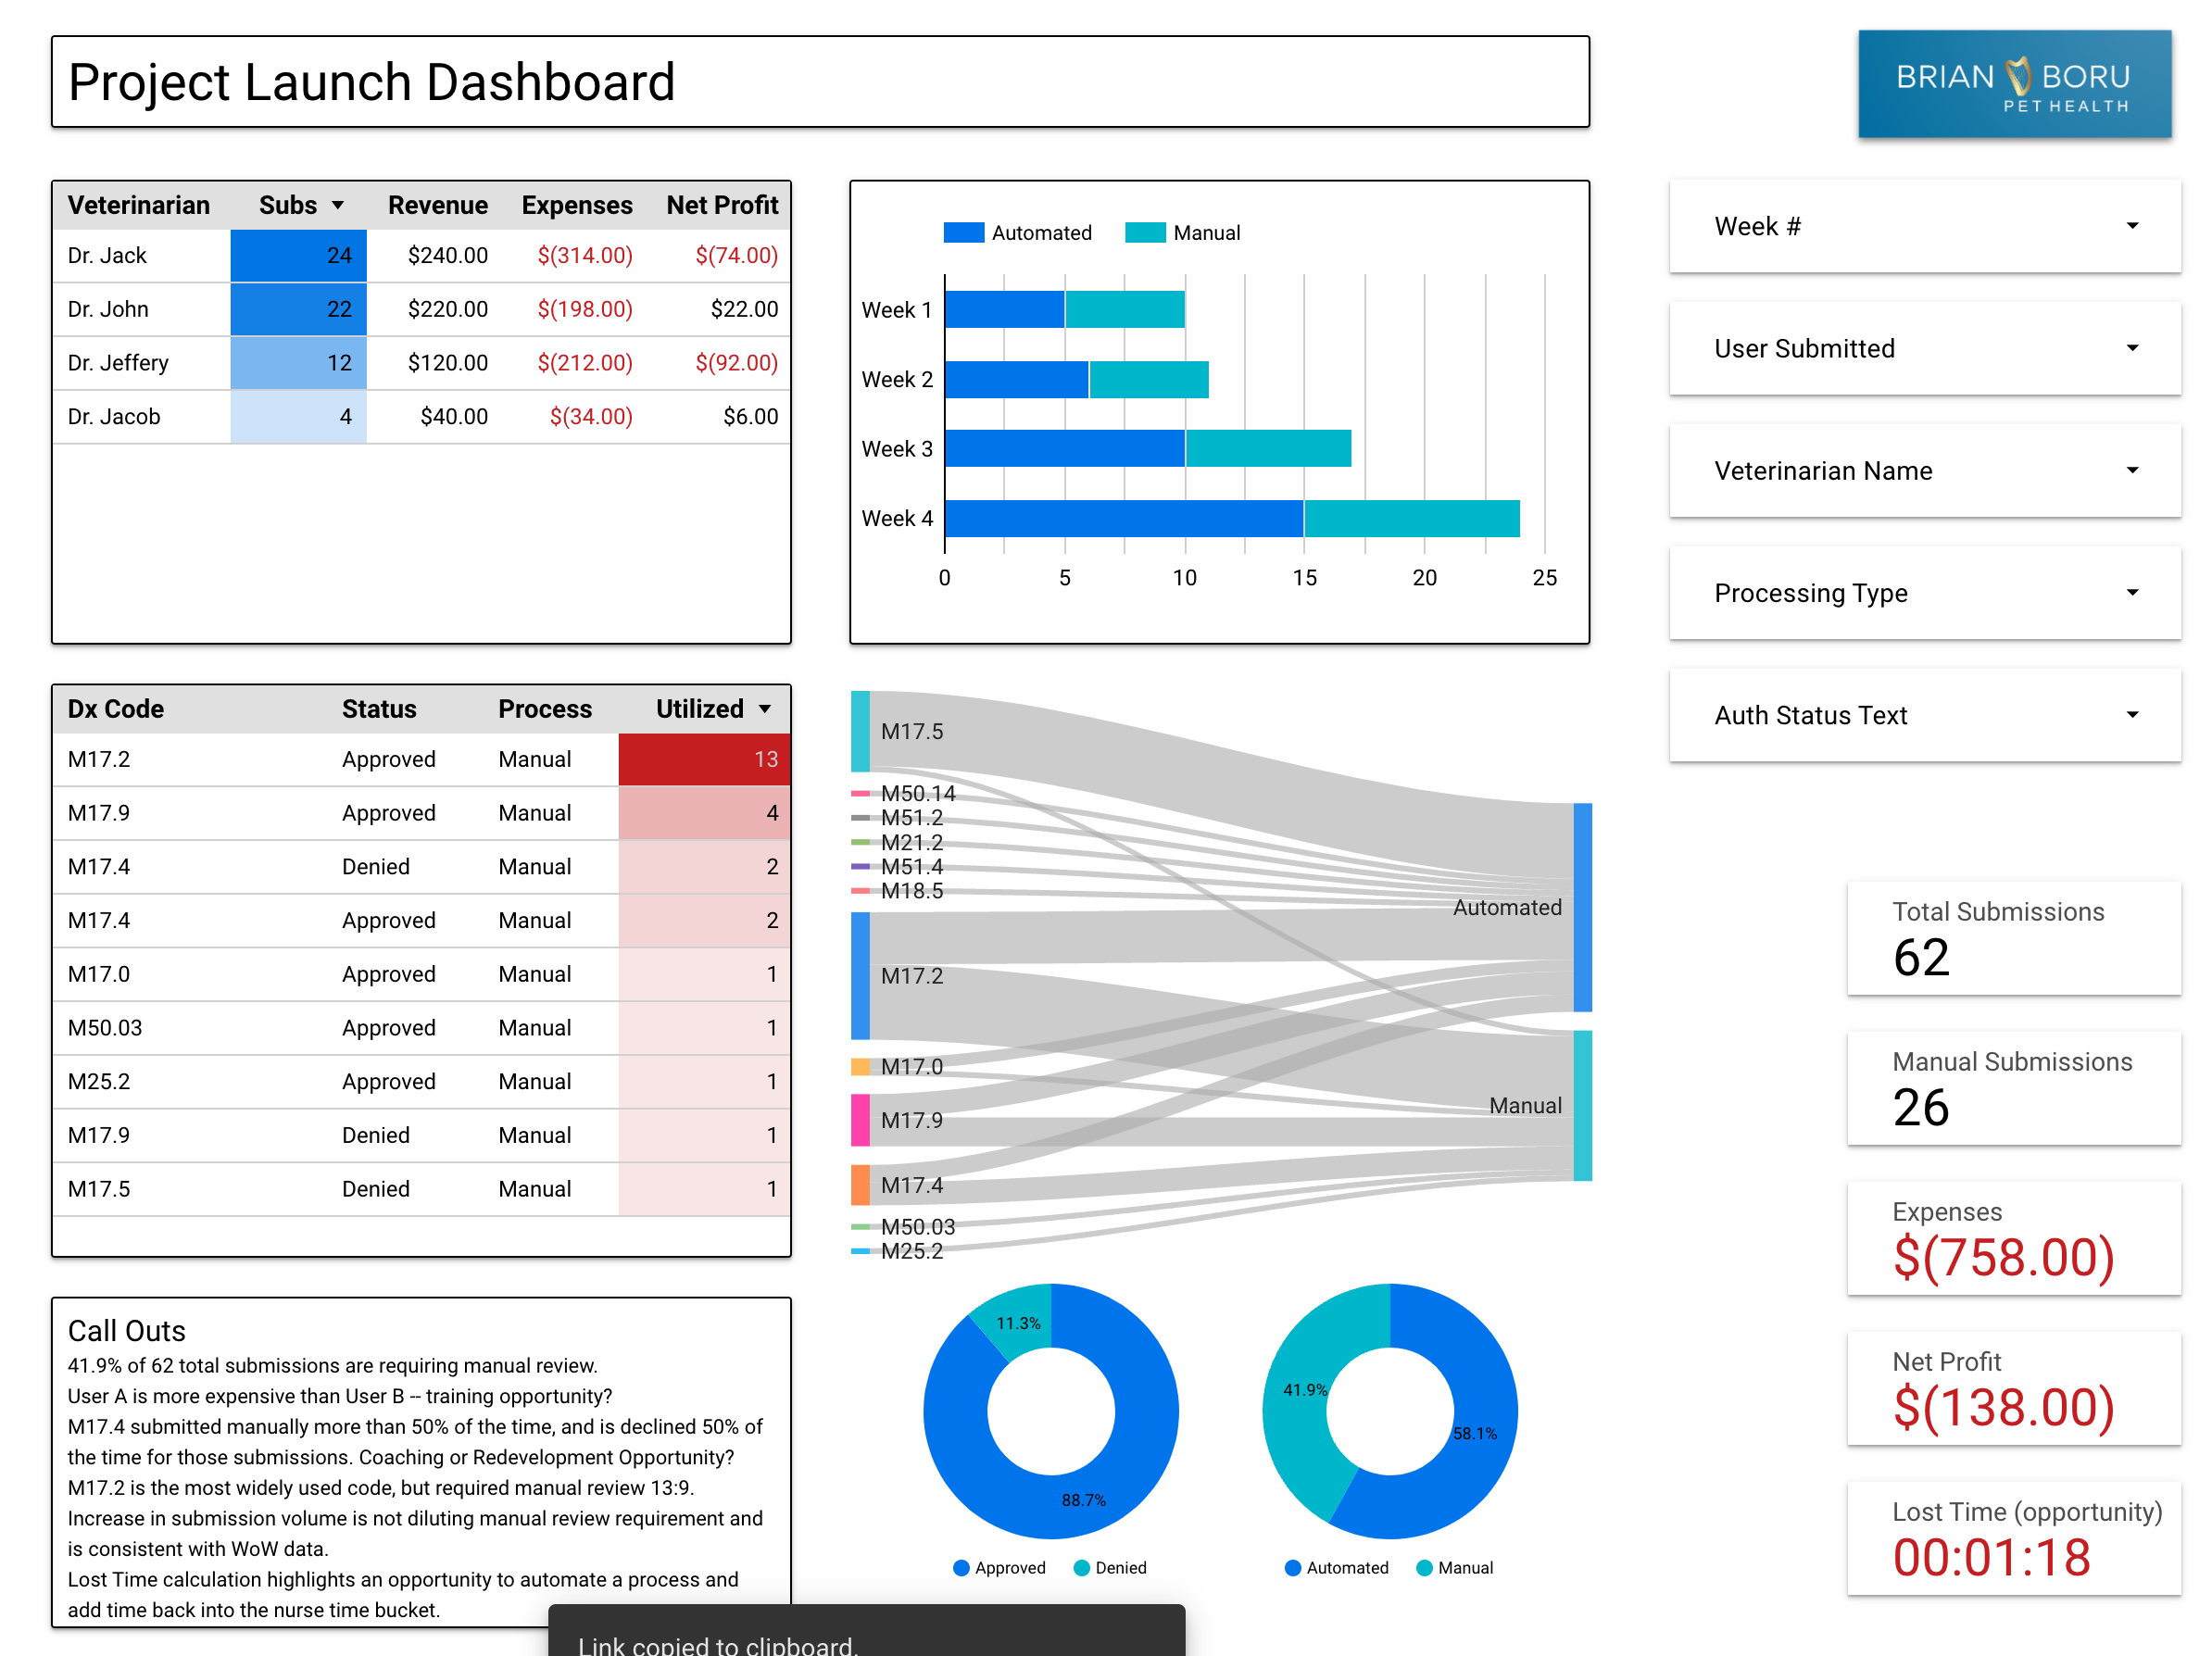 Project Launch Dashboard
BRIAN BORU
PET HEALTH
Veterinarian Subs Revenue Expenses Net Profit
Dr. Jack 24 $240.00 $(314.00) $(74.00)
Dr. John 22 $220.00 $(198.00) $22.00
Dr. Jeffery 12 $120.00 $(212.00) $(92.00)
Dr. Jacob 4 $40.00 $(34.00) $6.00
Automated Manual
Week 1
Week 2
Week 3
Week 4
0 5 10 15 20 25
Week #
User Submitted
Veterinarian Name
Processing Type
Auth Status Text
Dx Code Status Process Utilized
M17.2 Approved Manual 13
M17.9 Approved Manual 4
M17.4 Denied Manual 2
M17.4 Approved Manual 2
M17.0 Approved Manual 1
M50.03 Approved Manual 1
M25.2 Approved Manual 1
M17.9 Denied Manual 1
M17.5 Denied Manual 1
M17.5
M50.14
M51.2
M21.2
M51.4
M18.5
M17.2
M17.0
M17.9
M17.4
M50.03
M25.2
Automated
Manual
Total Submissions
62
Manual Submissions
26
Expenses
$(758.00)
Net Profit
$(138.00)
Lost Time (opportunity)
00:01:18
Call Outs
41.9% of 62 total submissions are requiring manual review.
User A is more expensive than User B -- training opportunity?
M17.4 submitted manually more than 50% of the time, and is declined 50% of
the time for those submissions. Coaching or Redevelopment Opportunity?
M17.2 is the most widely used code, but required manual review 13:9.
Increase in submission volume is not diluting manual review requirement and
is consistent with WoW data.
Lost Time calculation highlights an opportunity to automate a process and
add time back into the nurse time bucket.
11.3%
88.7%
Approved Denied
41.9%
58.1%
Automated Manual
Link copied to clipboard.